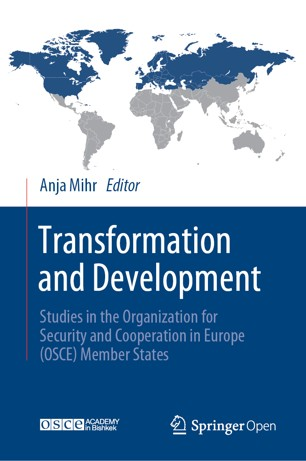 Anja Mihr Editor
Transformation
and Development
Studies in the Organization for
Security and Cooperation in Europe
(OSCE) Member States
OSCE ACADEMY
in Bishkek
Springer Open